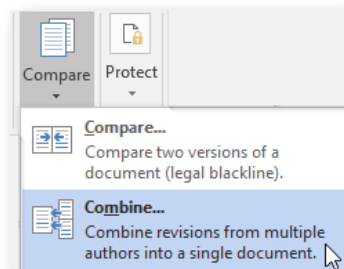 Compare
Protect
Compare...
Compare two versions of a
document (legal blackline).
Combine...
Combine revisions from multiple
authors into a single document.